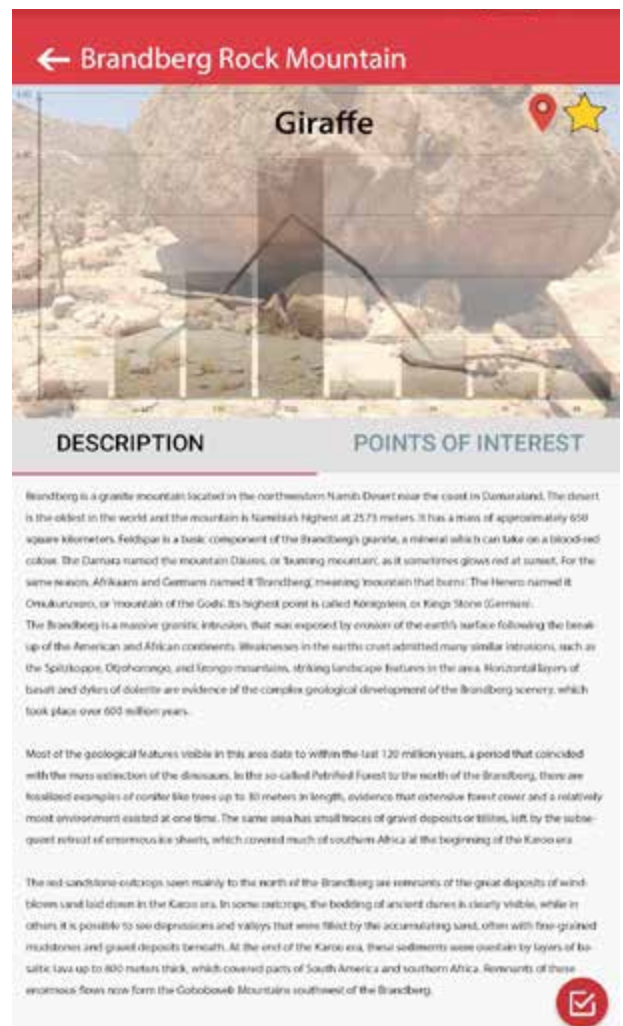 Brandberg Rock Mountain
Giraffe
DESCRIPTION
POINTS OF INTEREST
Brandberg is a granite mountain located in the northwestern Namib Desert near the coast in Damaraland. The desert
is the oldest in the world and the mountain is Namibia's highest at 2573 meters. It has a mass of approximately 650
square kilometers. Feldspar is a basic component of the Brandberg's granite, a mineral which can take on a blood-red
colour. The Damara named the mountain Dâures, or 'burning mountain', as it sometimes glows red at sunset. For the
same reason, Afrikaans and Germans named it 'Brandberg', meaning 'mountain that burns'. The Herero named it
Omukuruvaro, or 'mountain of the Gods'. Its highest point is called Königstein, or Kings Stone (German).
The Brandberg is a massive granitic intrusion, that was exposed by erosion of the earth's surface following the break
up of the American and African continents. Weaknesses in the earths crust admitted many similar intrusions, such as
the Spitzkoppe, Otjohorongo, and Erongo mountains, striking landscape features in the area. Horizontal layers of
basalt and dykes of dolerite are evidence of the complex geological development of the Brandberg scenery, which
took place over 600 million years.
Most of the geological features visible in this area date to within the last 120 million years, a period that coincided
with the mass extinction of the dinosaurs. In the so-called Petrified Forest to the north of the Brandberg, there are
fossilized examples of conifer like trees up to 30 meters in length, evidence that extensive forest cover and a relatively
moist environment existed at one time. The same area has small traces of gravel deposits or tillites, left by the subse-
quent retreat of enormous ice sheets, which covered much of southern Africa at the beginning of the Karoo era
The red sandstone outcrops seen mainly to the north of the Brandberg are remnants of the great deposits of wind-
blown sand laid down in the Karoo era. In some outcrops, the bedding of ancient dunes is clearly visible, while in
others it is possible to see depressions and valleys that were filled by the accumulating sand, often with fine-grained
mudstones and gravel deposits beneath. At the end of the Karoo era, these sediments were overlain by layers of ba-
saltic lava up to 800 meters thick, which covered parts of South America and southern Africa. Remnants of these
enormous flows now form the Goboboseb Mountains southwest of the Brandberg.